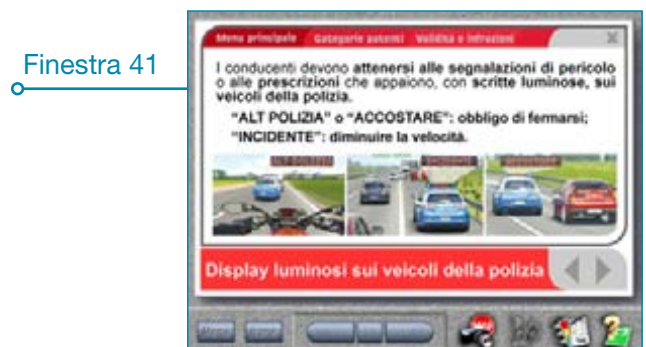 Finestra 41
Menu principale Categorie patenti Validità e infrazioni
I conducenti devono attenersi alle segnalazioni di pericolo
o alle prescrizioni che appaiono, con scritte luminose, sui
veicoli della polizia.
"ALT POLIZIA" o "ACCOSTARE": obbligo di fermarsi;
"INCIDENTE": diminuire la velocità.
ALT POLIZIA
Display luminosi sui veicoli della polizia